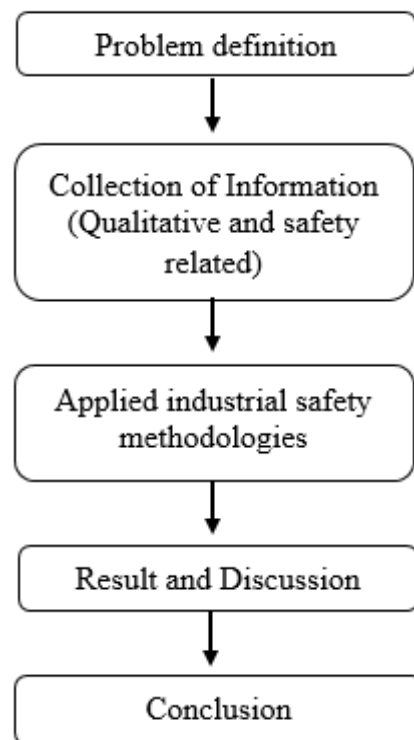 Problem definition
Collection of Information
(Qualitative and safety
related)
Applied industrial safety
methodologies
Result and Discussion
Conclusion